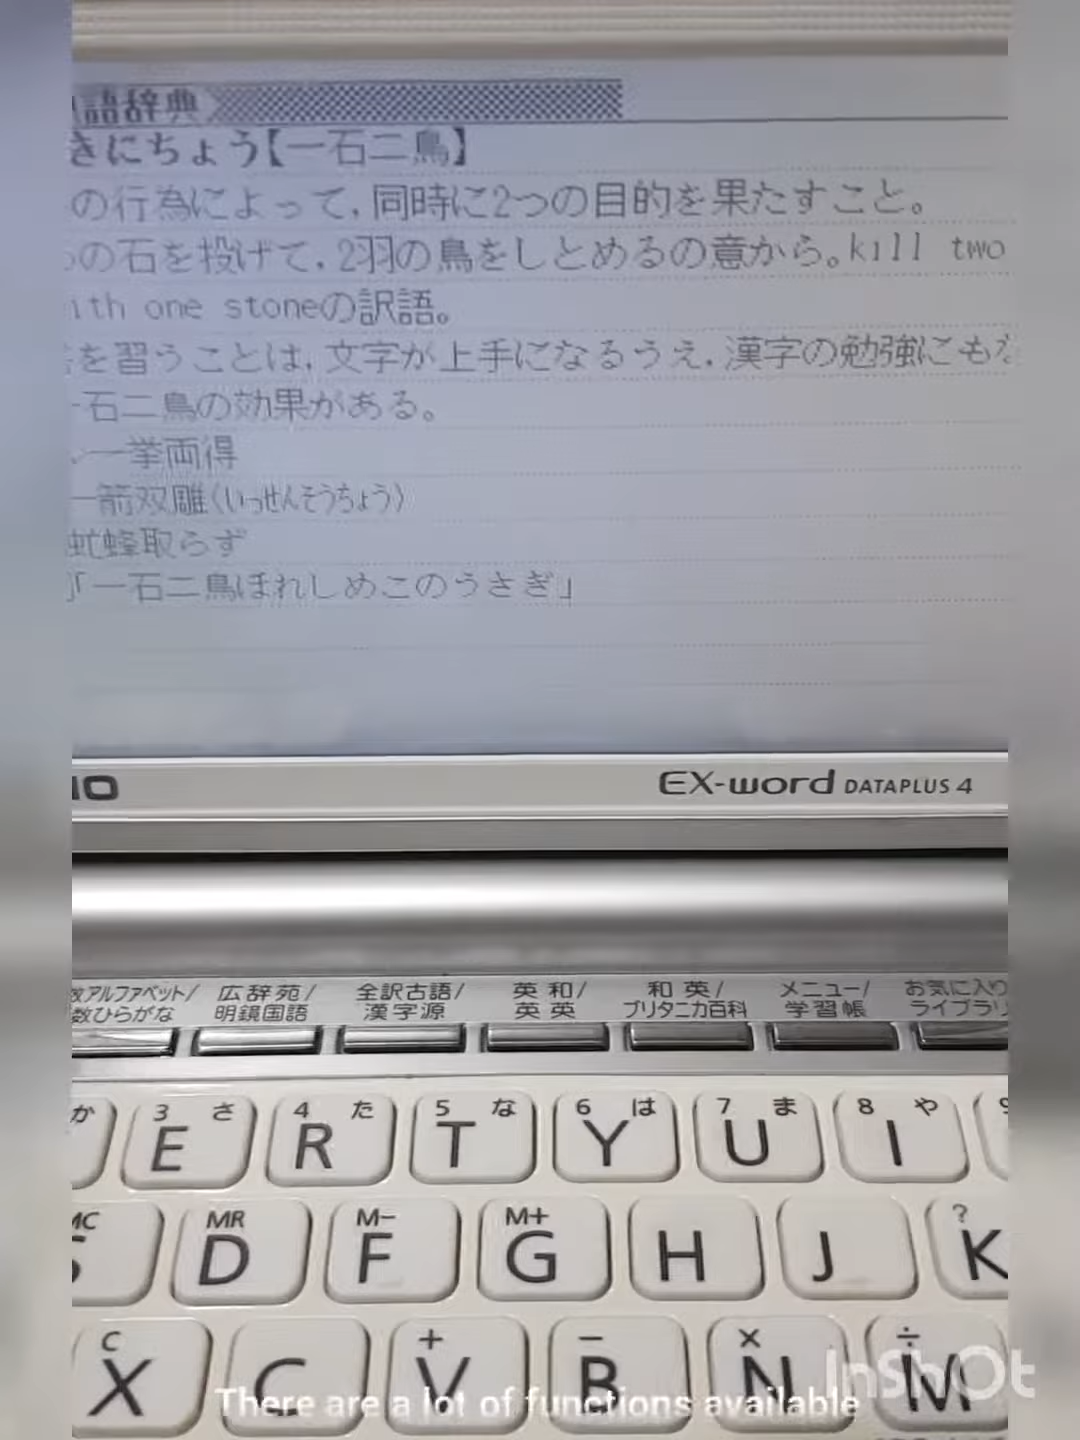 語辞典
きにちょう【一石二鳥】
の行為によって,同時に2つの目的を果たすこと。
の石を投げて,2羽の鳥をしとめるの意から。kill two
ith one stoneの訳語。
を習うことは,文字が上手になるうえ,漢字の勉強にもな
一石二鳥の効果がある。
い一挙両得
一箭双雕(いっせんそうちょう)
虻蜂取らず
「一石二鳥ほれしめこのうさぎ」
IO
EX-word DATAPLUS 4
数アルファベット/ 広辞苑/ 全訳古語/ 英和/ 和英/ メニュー/ お気に入り
数ひらがな 明鏡国語 漢字源 英英 ブリタニカ百科 学習帳 ライブラリ
か 3 さ 4 た 5 な 6 は 7 ま 8 や 9
E R T Y U I
MC MR M- M+ ?
S D F G H J K
C + - × ÷
X C V B N M
InShOt
There are a lot of functions available